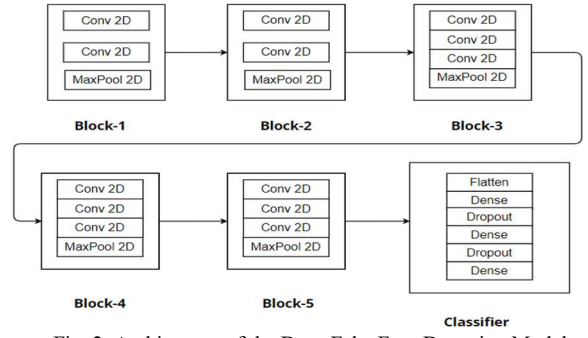 Conv 2D
Conv 2D
MaxPool 2D
Block-1
Conv 2D
Conv 2D
MaxPool 2D
Block-2
Conv 2D
Conv 2D
Conv 2D
MaxPool 2D
Block-3
Conv 2D
Conv 2D
Conv 2D
MaxPool 2D
Block-4
Conv 2D
Conv 2D
Conv 2D
MaxPool 2D
Block-5
Flatten
Dense
Dropout
Dense
Dropout
Dense
Classifier